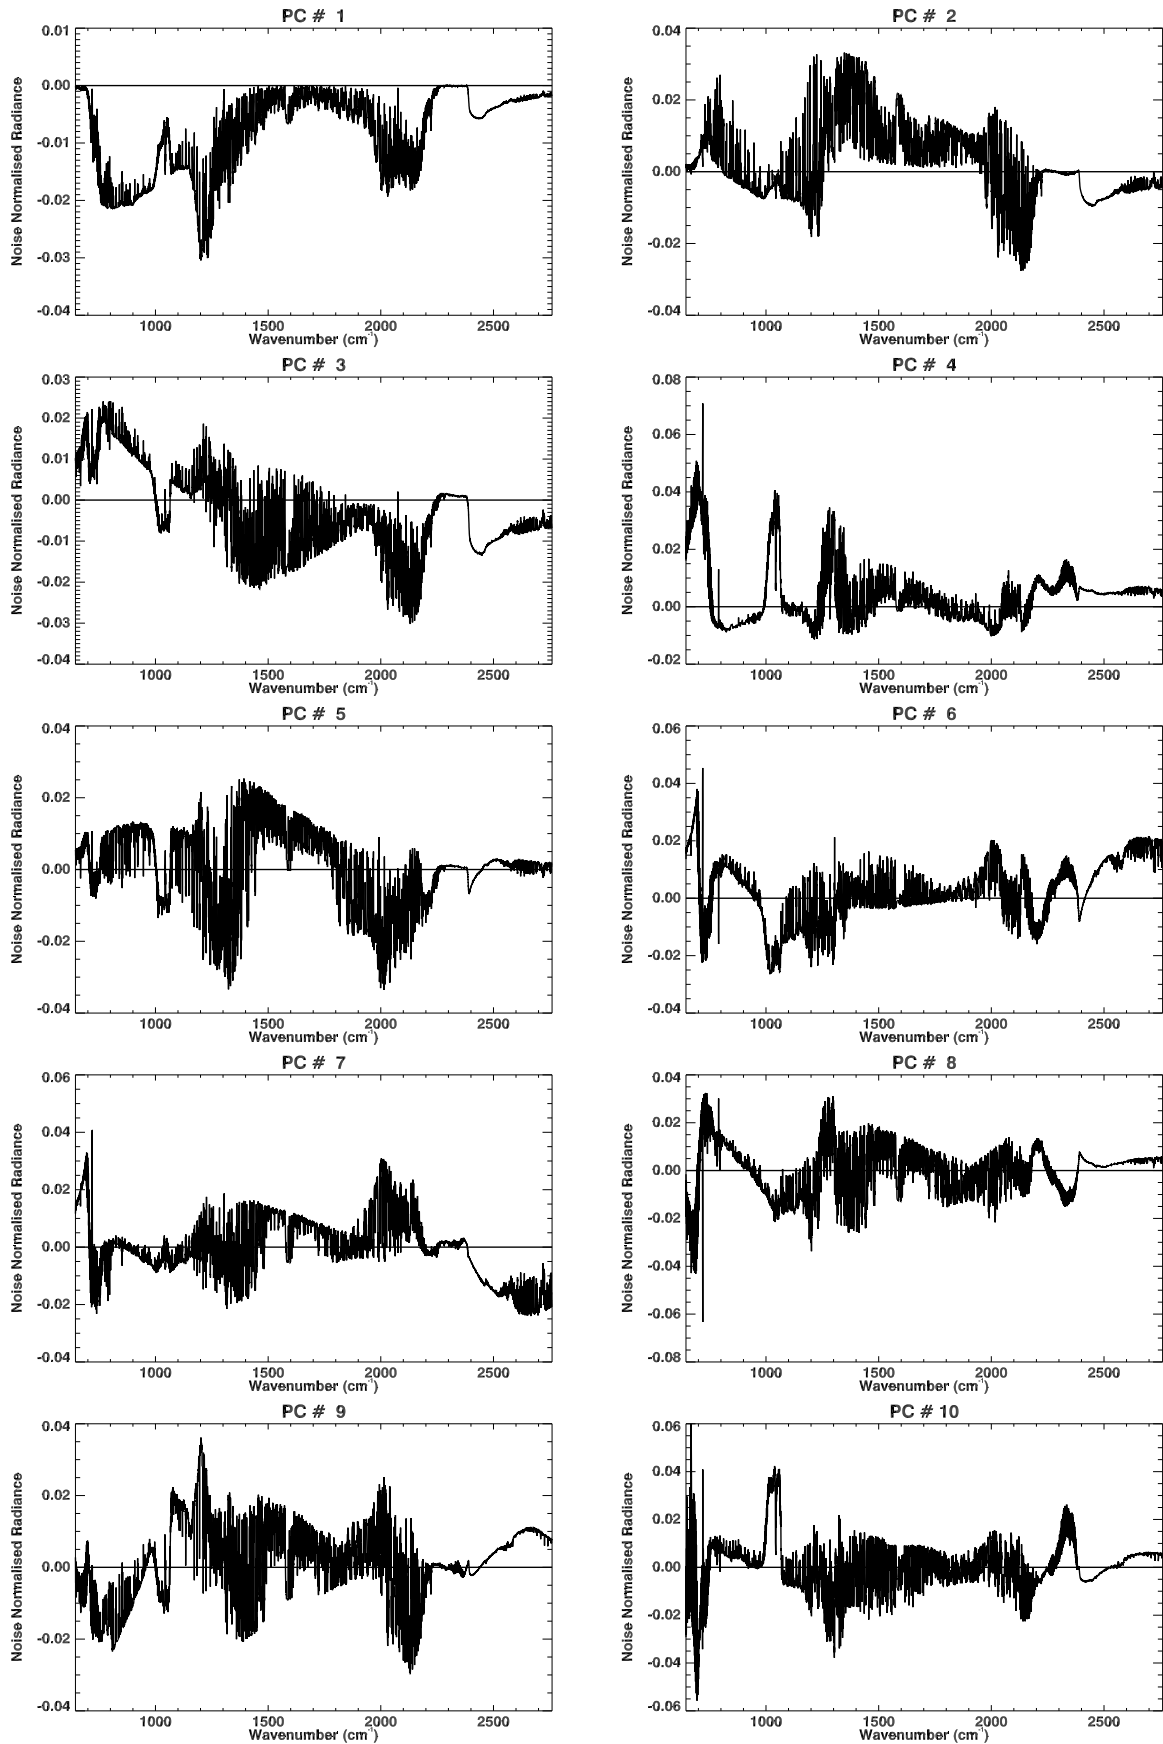 PC # 1
0.01
0.00
-0.01
-0.02
-0.03
-0.04
Noise Normalised Radiance
1000 1500 2000 2500
Wavenumber (cm-1)
PC # 2
0.04
0.02
0.00
-0.02
-0.04
Noise Normalised Radiance
1000 1500 2000 2500
Wavenumber (cm-1)
PC # 3
0.03
0.02
0.01
0.00
-0.01
-0.02
-0.03
-0.04
Noise Normalised Radiance
1000 1500 2000 2500
Wavenumber (cm-1)
PC # 4
0.08
0.06
0.04
0.02
0.00
-0.02
Noise Normalised Radiance
1000 1500 2000 2500
Wavenumber (cm-1)
PC # 5
0.04
0.02
0.00
-0.02
-0.04
Noise Normalised Radiance
1000 1500 2000 2500
Wavenumber (cm-1)
PC # 6
0.06
0.04
0.02
0.00
-0.02
-0.04
Noise Normalised Radiance
1000 1500 2000 2500
Wavenumber (cm-1)
PC # 7
0.06
0.04
0.02
0.00
-0.02
-0.04
Noise Normalised Radiance
1000 1500 2000 2500
Wavenumber (cm-1)
PC # 8
0.04
0.02
0.00
-0.02
-0.04
-0.06
-0.08
Noise Normalised Radiance
1000 1500 2000 2500
Wavenumber (cm-1)
PC # 9
0.04
0.02
0.00
-0.02
-0.04
Noise Normalised Radiance
1000 1500 2000 2500
Wavenumber (cm-1)
PC # 10
0.06
0.04
0.02
0.00
-0.02
-0.04
-0.06
Noise Normalised Radiance
1000 1500 2000 2500
Wavenumber (cm-1)